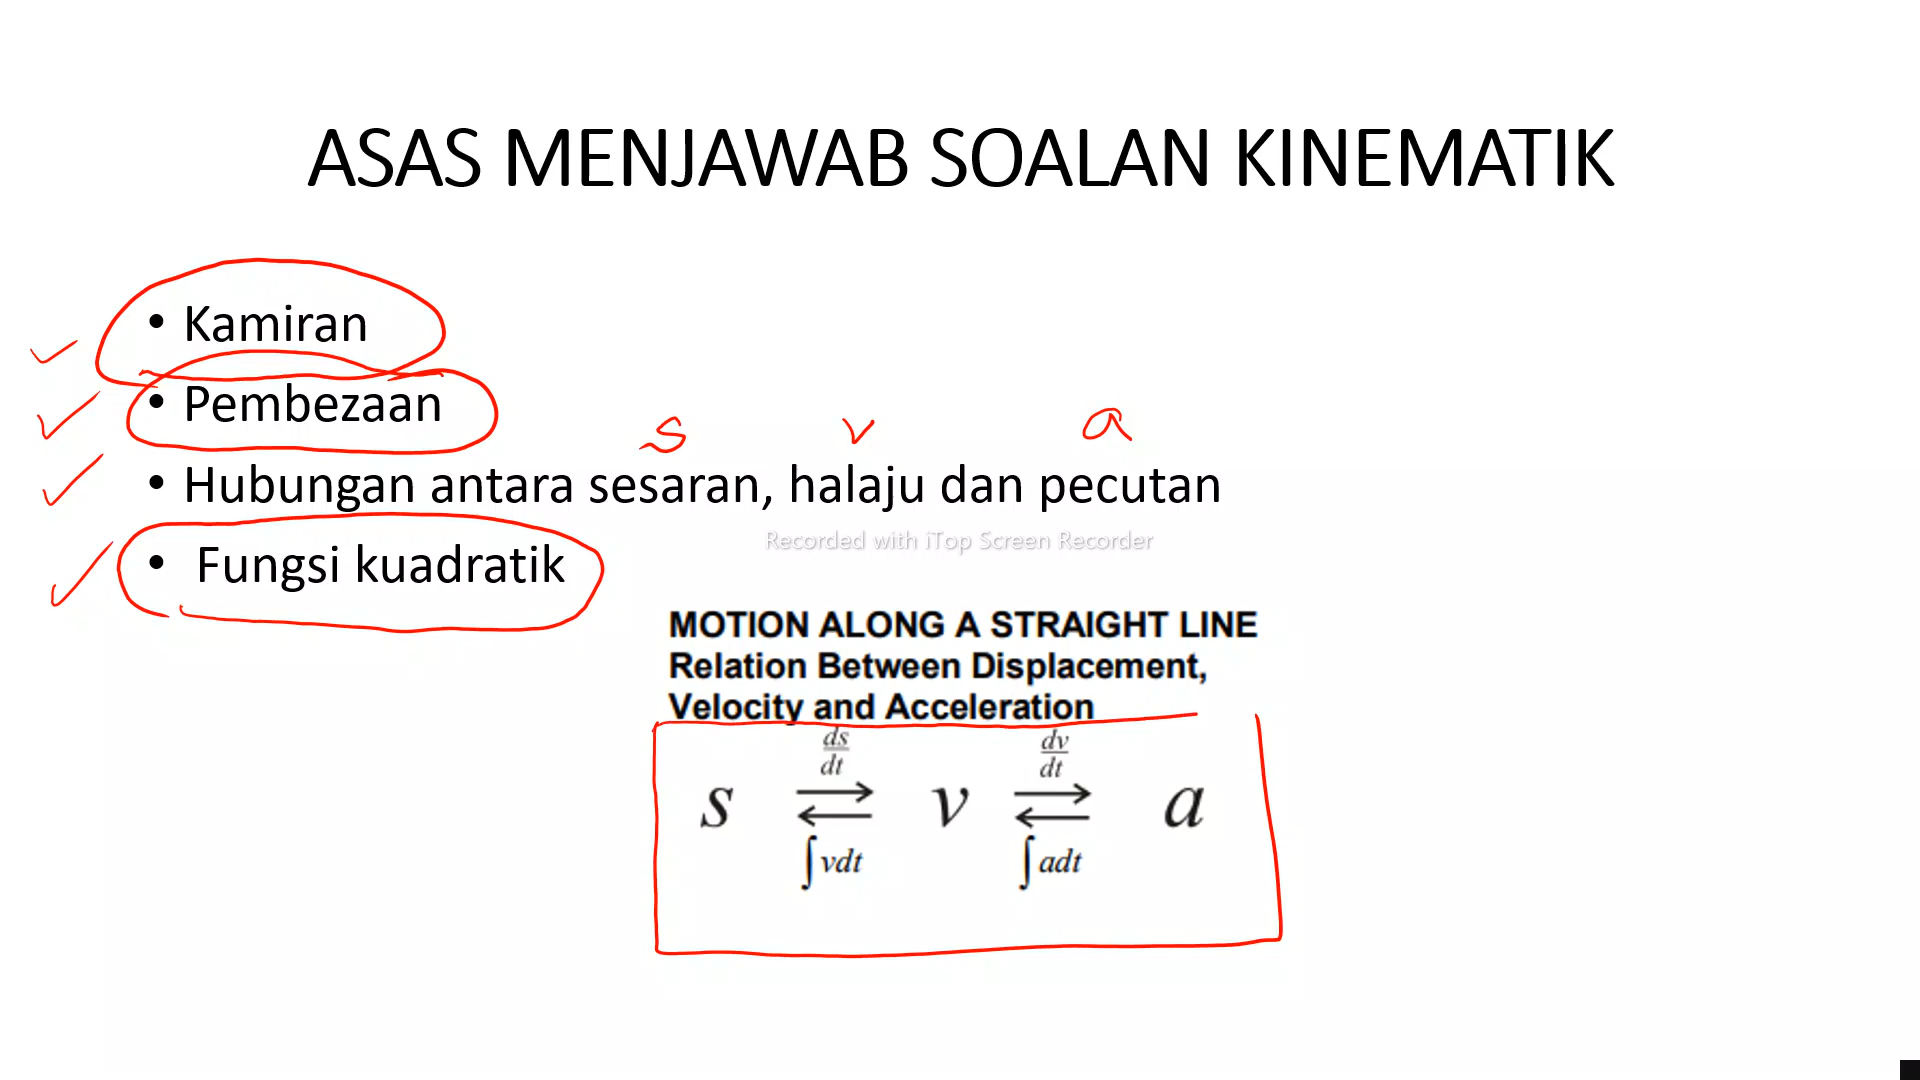 ASAS MENJAWAB SOALAN KINEMATIK
• Kamiran
• Pembezaan
s v a
• Hubungan antara sesaran, halaju dan pecutan
Recorded with iTop Screen Recorder
• Fungsi kuadratik
MOTION ALONG A STRAIGHT LINE
Relation Between Displacement,
Velocity and Acceleration
ds/dt dv/dt
s ⇄ v ⇄ a
∫vdt ∫adt